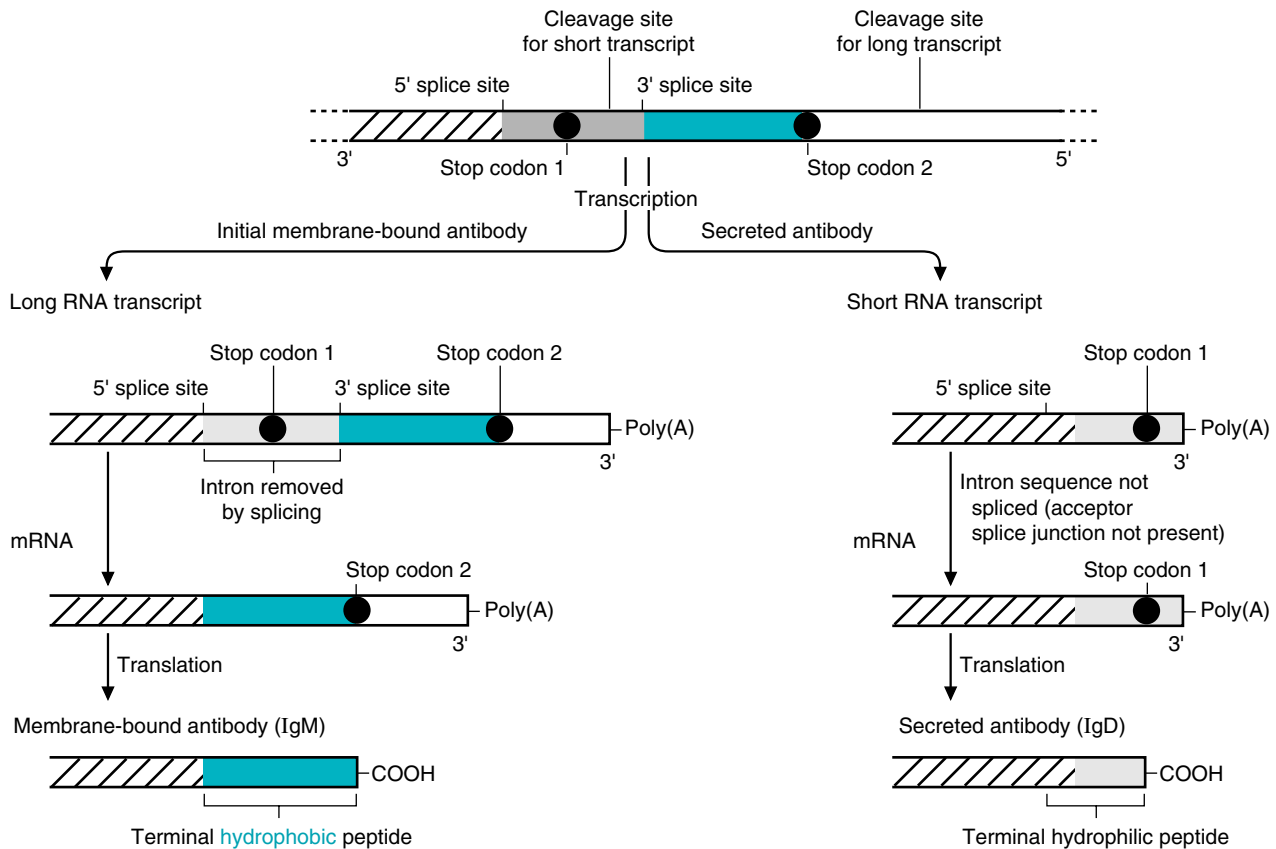 Cleavage site
for short transcript
Cleavage site
for long transcript
5' splice site
3' splice site
3'
5'
Stop codon 1
Stop codon 2
Transcription
Initial membrane-bound antibody
Secreted antibody
Long RNA transcript
Short RNA transcript
Stop codon 1
Stop codon 2
5' splice site
3' splice site
Poly(A)
3'
Intron removed
by splicing
mRNA
Stop codon 2
Poly(A)
3'
Translation
Membrane-bound antibody (IgM)
COOH
Terminal hydrophobic peptide
Stop codon 1
5' splice site
Poly(A)
3'
Intron sequence not
spliced (acceptor
splice junction not present)
mRNA
Stop codon 1
Poly(A)
3'
Translation
Secreted antibody (IgD)
COOH
Terminal hydrophilic peptide